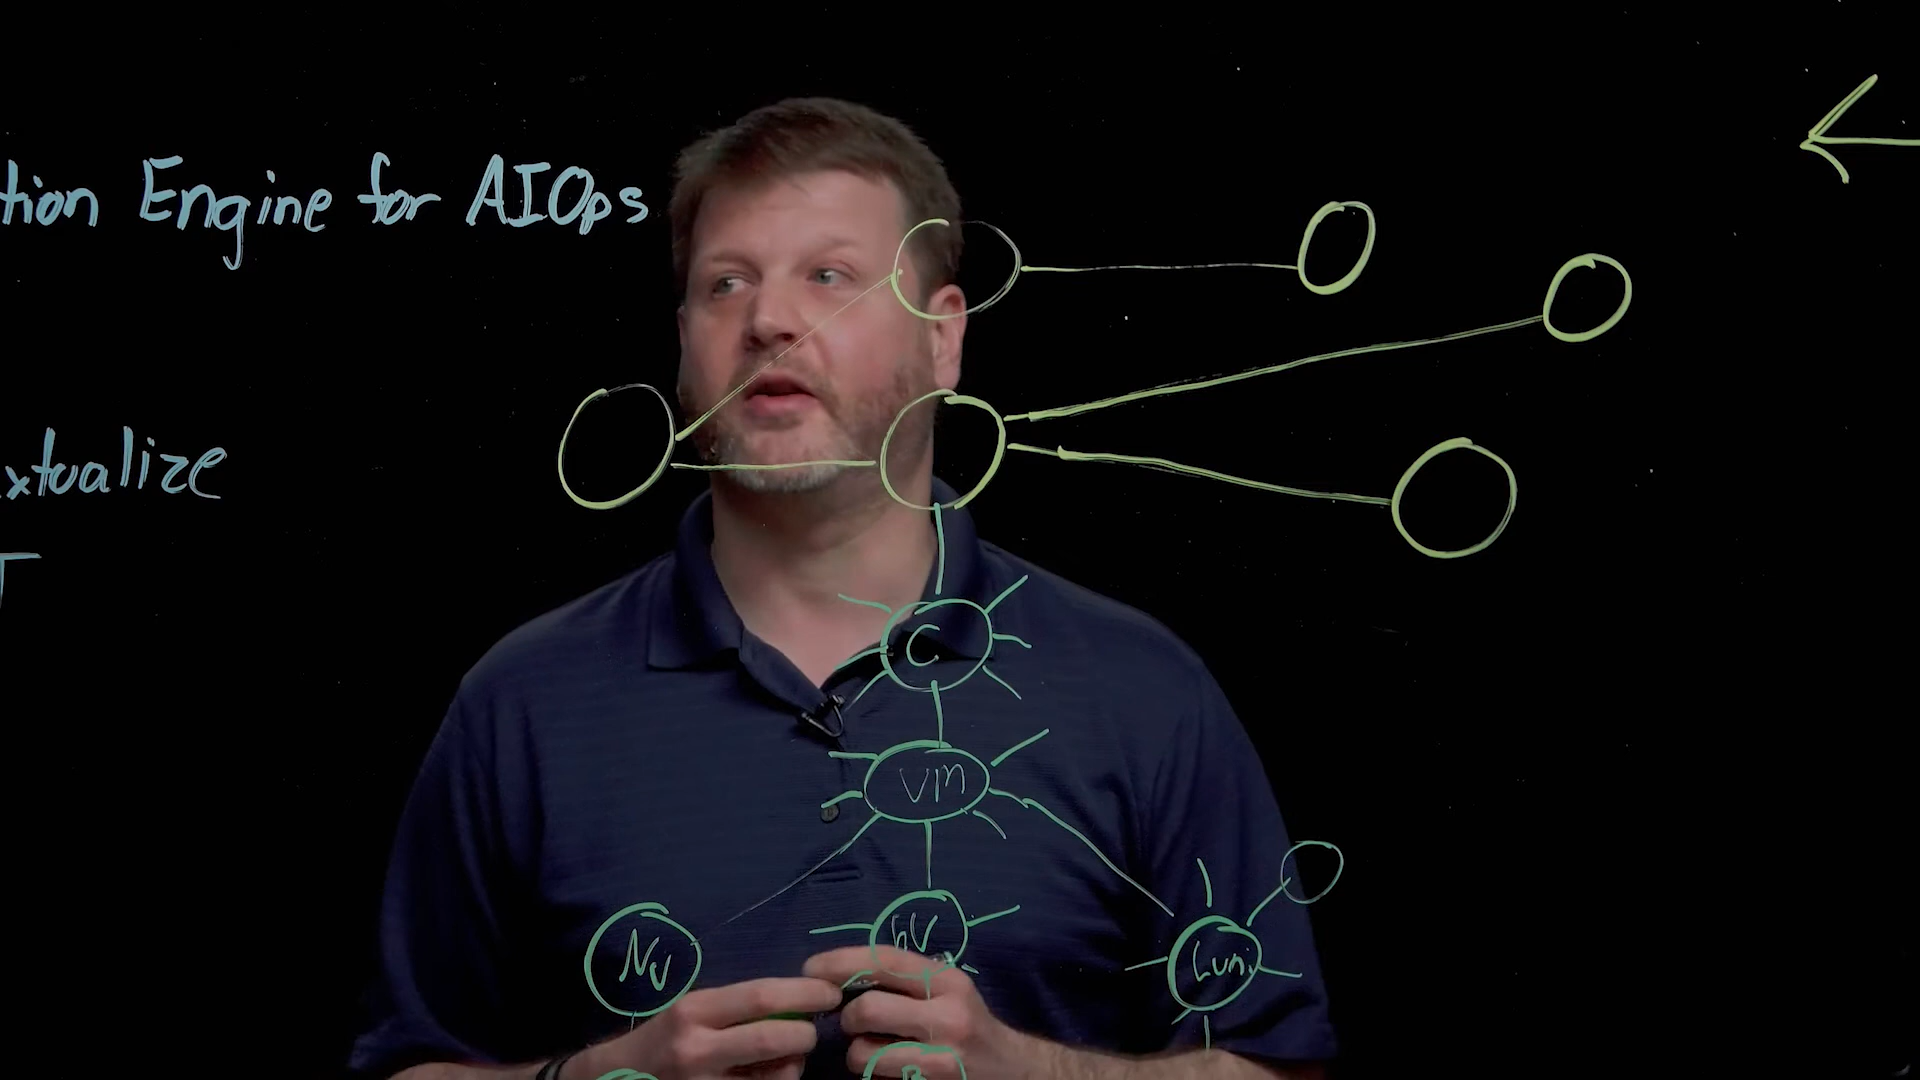 tion Engine for AIOps
xtualize
T
C
Vm
Nv
hV
Lun
B